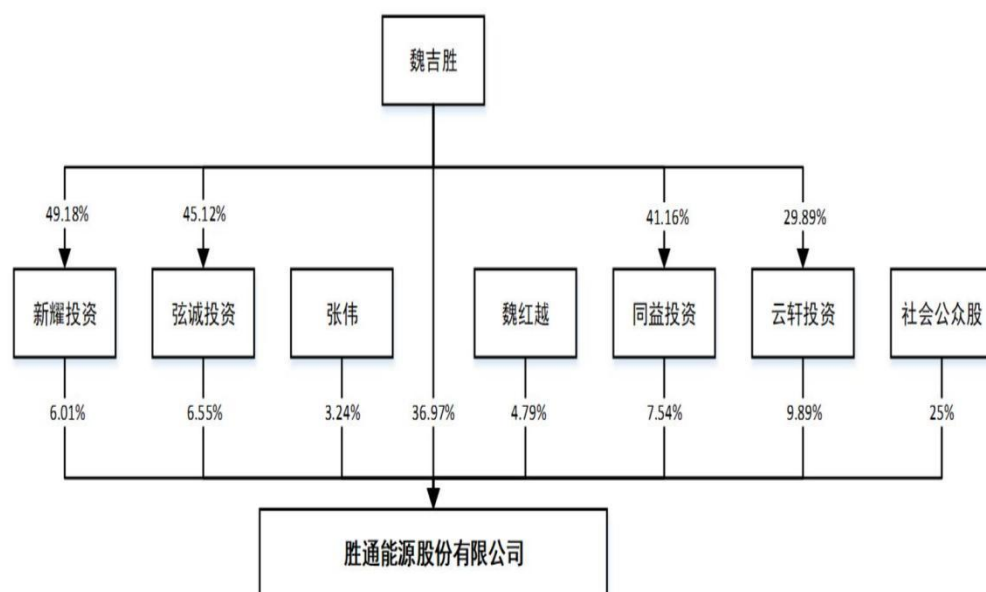 魏吉胜
49.18%
45.12%
41.16%
29.89%
新耀投资
弦诚投资
张伟
魏红越
同益投资
云轩投资
社会公众股
6.01%
6.55%
3.24%
36.97%
4.79%
7.54%
9.89%
25%
胜通能源股份有限公司